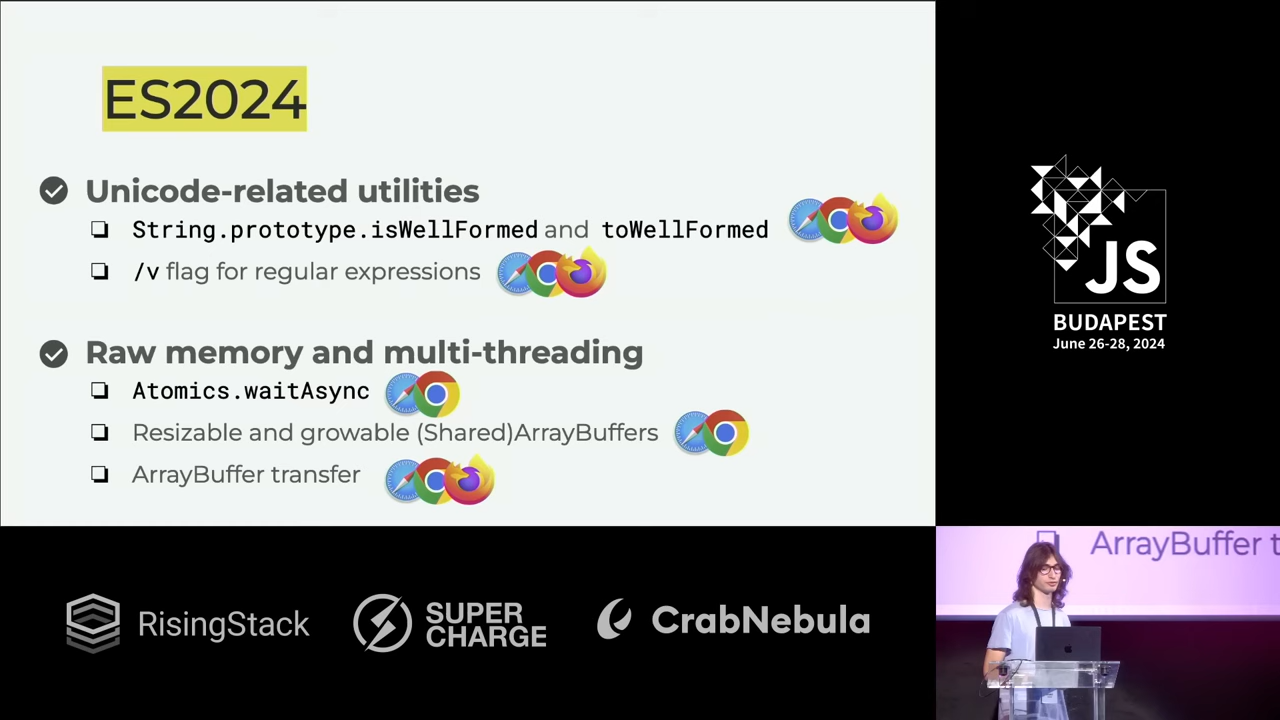 ES2024
Unicode-related utilities
String.prototype.isWellFormed and toWellFormed
/v flag for regular expressions
Raw memory and multi-threading
Atomics.waitAsync
Resizable and growable (Shared)ArrayBuffers
ArrayBuffer transfer
JS
BUDAPEST
June 26-28, 2024
RisingStack
SUPER
CHARGE
CrabNebula
ArrayBuffer t